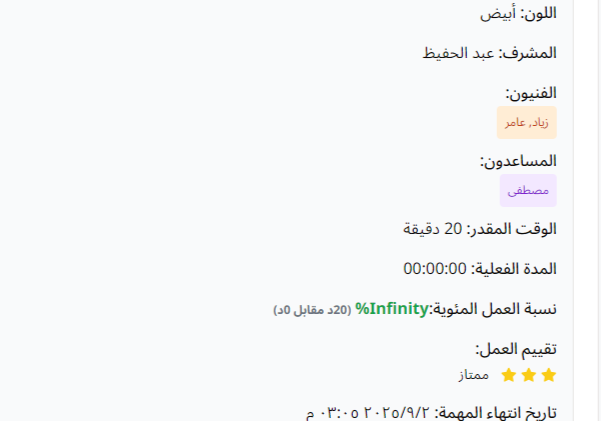 اللون: أبيض
المشرف: عبد الحفيظ
الفنيون:
زياد, عامر
المساعدون:
مصطفى
الوقت المقدر: 20 دقيقة
المدة الفعلية: 00:00:00
نسبة العمل المئوية:Infinity% (20د مقابل 0د)
تقييم العمل:
ممتاز
تاريخ انتهاء المهمة: ٢٠٢٥/٩/٢ ٠٣:٠٥ م